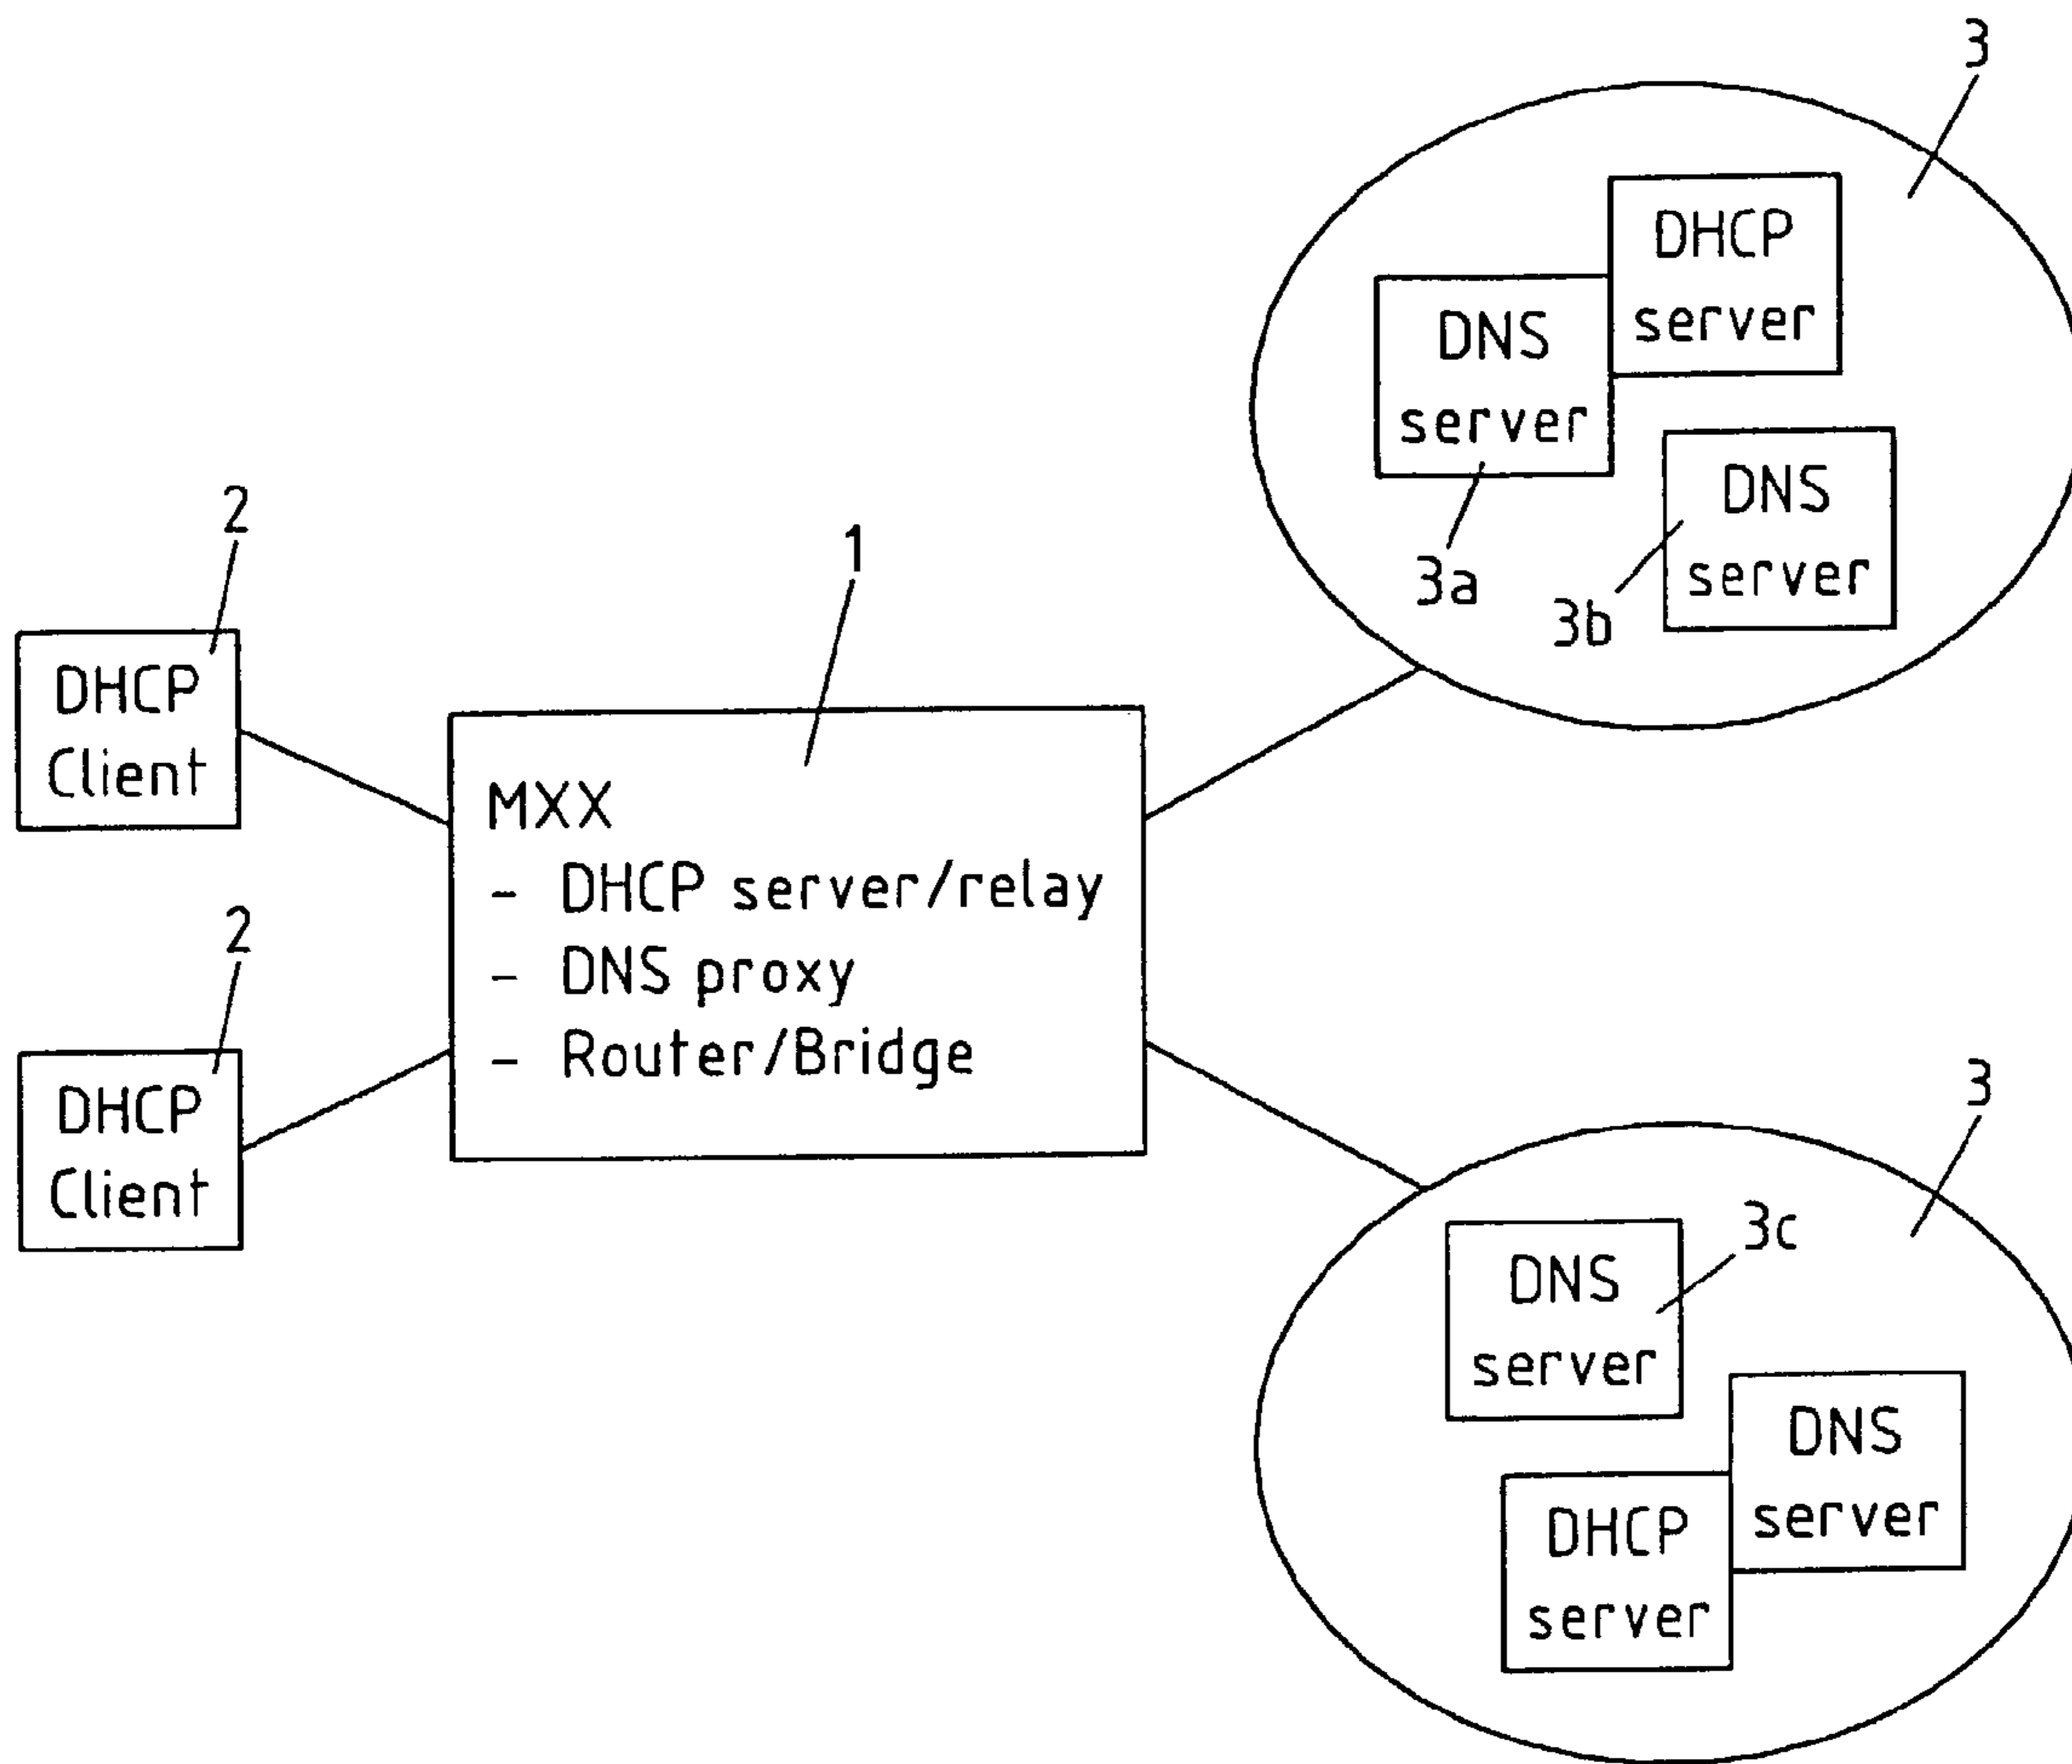 3
DHCP
server
DNS
server
3a
DNS
server
3b
2
DHCP
Client
1
MXX
- DHCP server/relay
- DNS proxy
- Router/Bridge
2
DHCP
Client
3
DNS
server
3c
DNS
server
DHCP
server